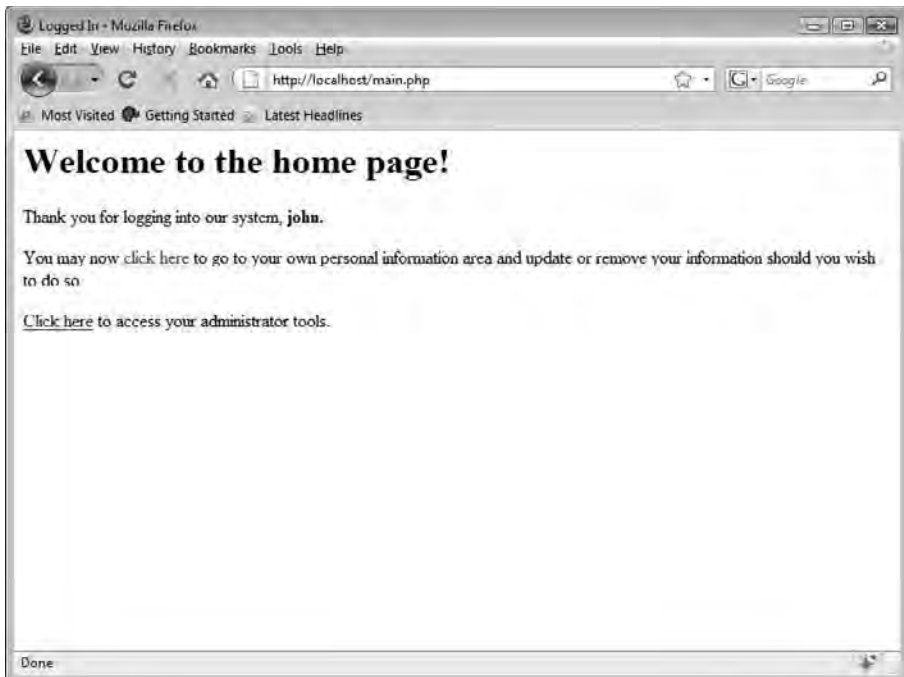 Logged In - Mozilla Firefox
File Edit View History Bookmarks Tools Help
http://localhost/main.php
G Google
Most Visited Getting Started Latest Headlines
Welcome to the home page!
Thank you for logging into our system, john.
You may now click here to go to your own personal information area and update or remove your information should you wish
to do so
Click here to access your administrator tools.
Done